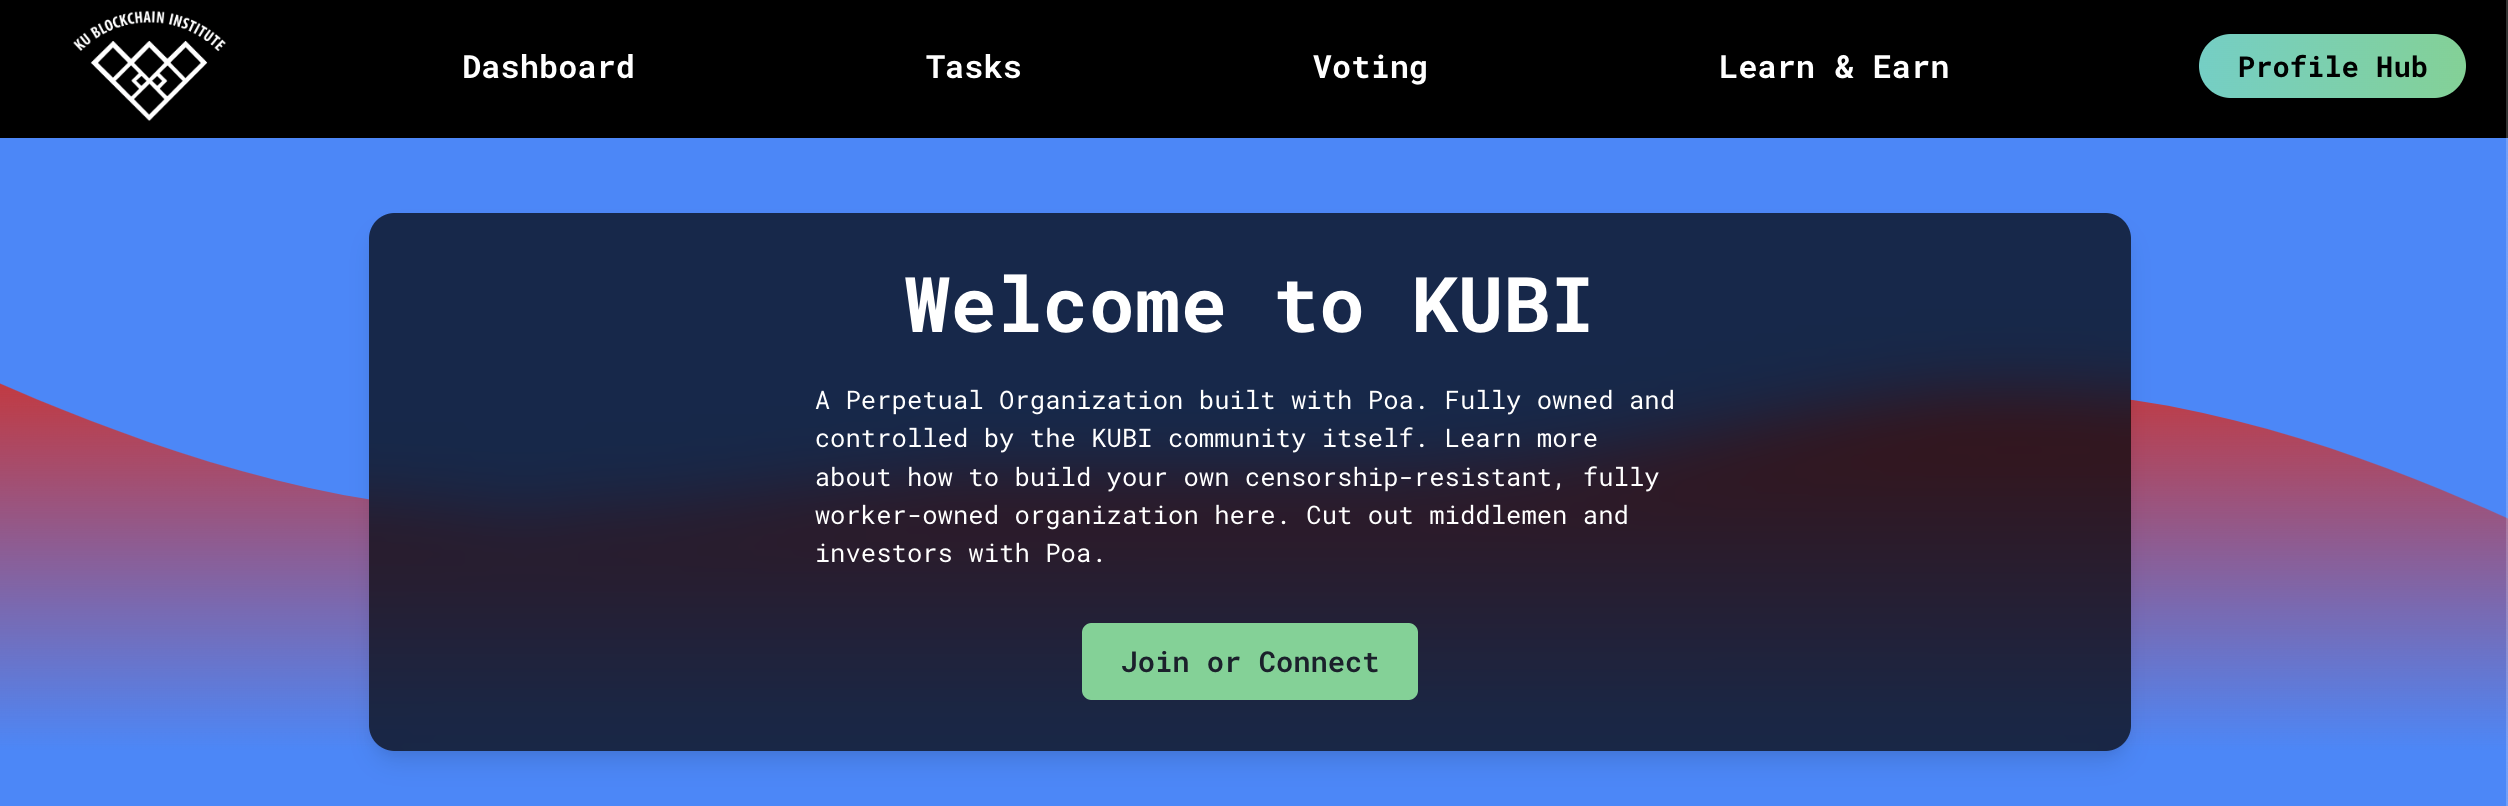 KU BLOCKCHAIN INSTITUTE
Dashboard
Tasks
Voting
Learn & Earn
Profile Hub
Welcome to KUBI
A Perpetual Organization built with Poa. Fully owned and
controlled by the KUBI community itself. Learn more
about how to build your own censorship-resistant, fully
worker-owned organization here. Cut out middlemen and
investors with Poa.
Join or Connect